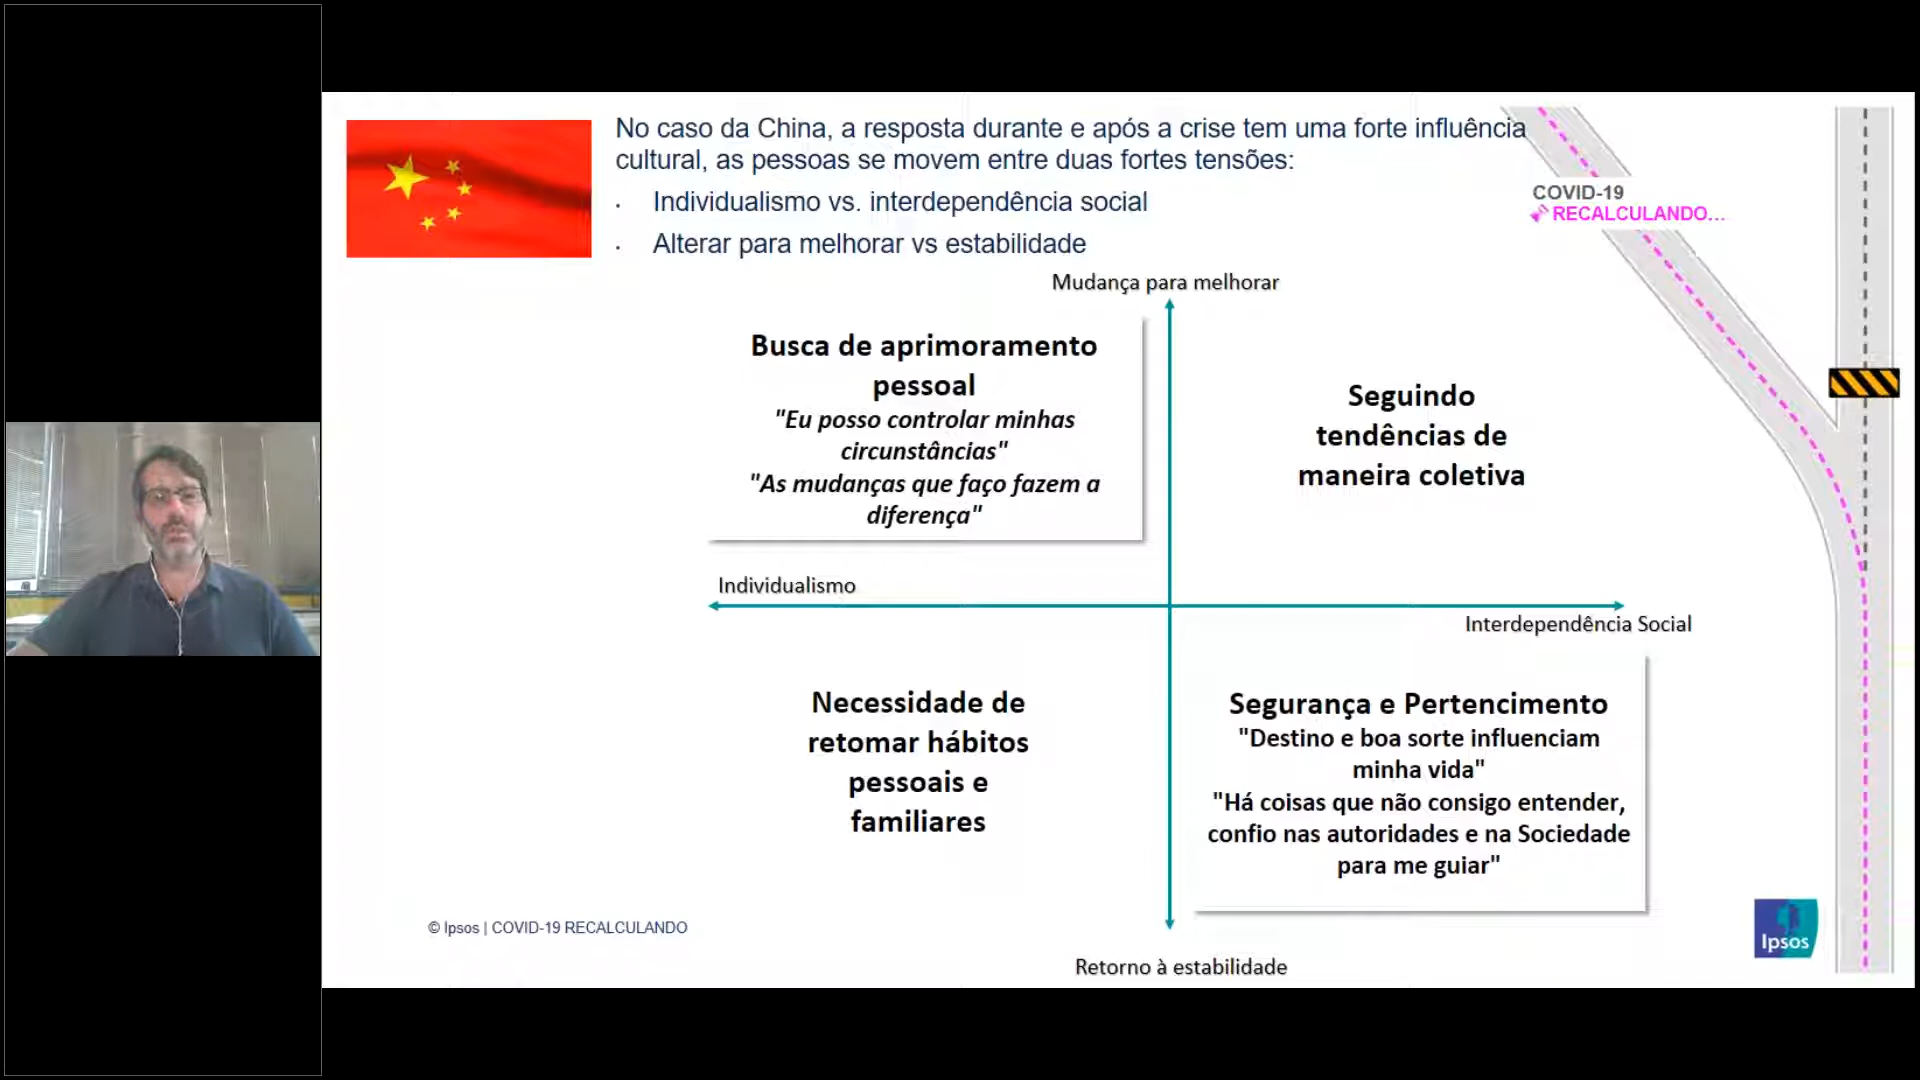 No caso da China, a resposta durante e após a crise tem uma forte influência
cultural, as pessoas se movem entre duas fortes tensões:
· Individualismo vs. interdependência social
· Alterar para melhorar vs estabilidade
COVID-19
RECALCULANDO...
Mudança para melhorar
Busca de aprimoramento
pessoal
"Eu posso controlar minhas
circunstâncias"
"As mudanças que faço fazem a
diferença"
Seguindo
tendências de
maneira coletiva
Individualismo
Interdependência Social
Necessidade de
retomar hábitos
pessoais e
familiares
Segurança e Pertencimento
"Destino e boa sorte influenciam
minha vida"
"Há coisas que não consigo entender,
confio nas autoridades e na Sociedade
para me guiar"
© Ipsos | COVID-19 RECALCULANDO
Ipsos
Retorno à estabilidade